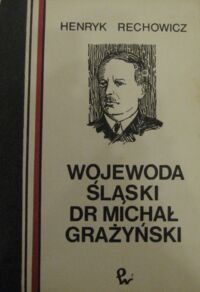 HENRYK RECHOWICZ
WOJEWODA
ŚLĄSKI
DR MICHAŁ
GRAŻYŃSKI